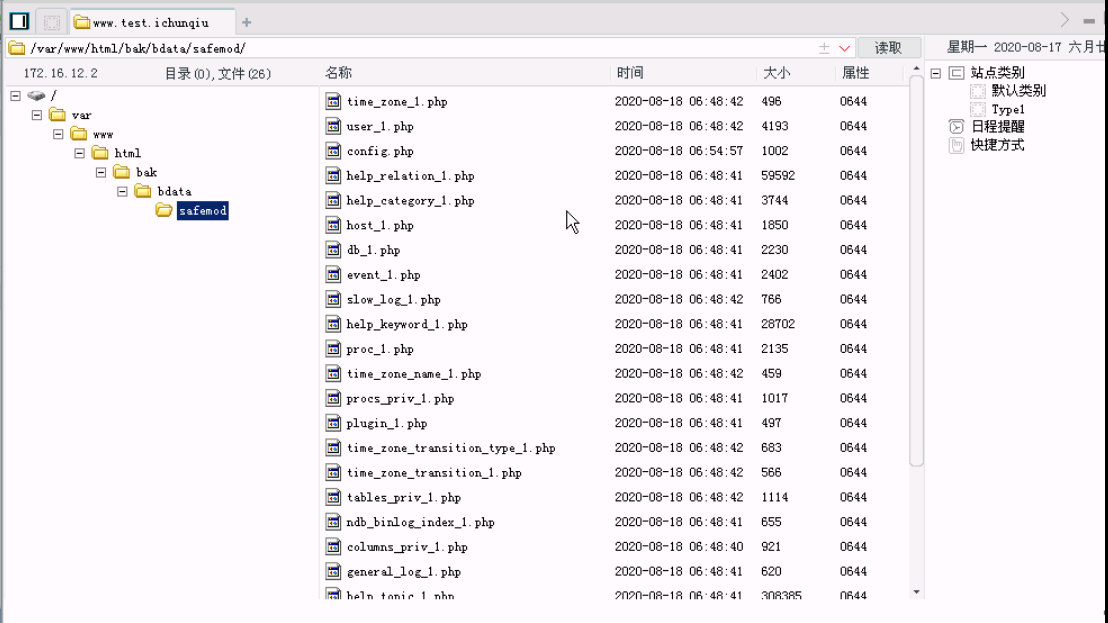 www.test.ichunqiu
/var/www/html/bak/bdata/safemod/ 读取 星期一 2020-08-17 六月廿
172.16.12.2 目录(0),文件(26) 名称 时间 大小 属性
/
var
www
html
bak
bdata
safemod
time_zone_1.php 2020-08-18 06:48:42 496 0644
user_1.php 2020-08-18 06:48:42 4193 0644
config.php 2020-08-18 06:54:57 1002 0644
help_relation_1.php 2020-08-18 06:48:41 59592 0644
help_category_1.php 2020-08-18 06:48:41 3744 0644
host_1.php 2020-08-18 06:48:41 1850 0644
db_1.php 2020-08-18 06:48:41 2230 0644
event_1.php 2020-08-18 06:48:41 2402 0644
slow_log_1.php 2020-08-18 06:48:42 766 0644
help_keyword_1.php 2020-08-18 06:48:41 28702 0644
proc_1.php 2020-08-18 06:48:41 2135 0644
time_zone_name_1.php 2020-08-18 06:48:42 459 0644
procs_priv_1.php 2020-08-18 06:48:41 1017 0644
plugin_1.php 2020-08-18 06:48:41 497 0644
time_zone_transition_type_1.php 2020-08-18 06:48:42 683 0644
time_zone_transition_1.php 2020-08-18 06:48:42 566 0644
tables_priv_1.php 2020-08-18 06:48:42 1114 0644
ndb_binlog_index_1.php 2020-08-18 06:48:41 655 0644
columns_priv_1.php 2020-08-18 06:48:40 921 0644
general_log_1.php 2020-08-18 06:48:41 620 0644
help_topic_1.php 2020-08-18 06:48:41 308385 0644
站点类别
默认类别
Type1
日程提醒
快捷方式